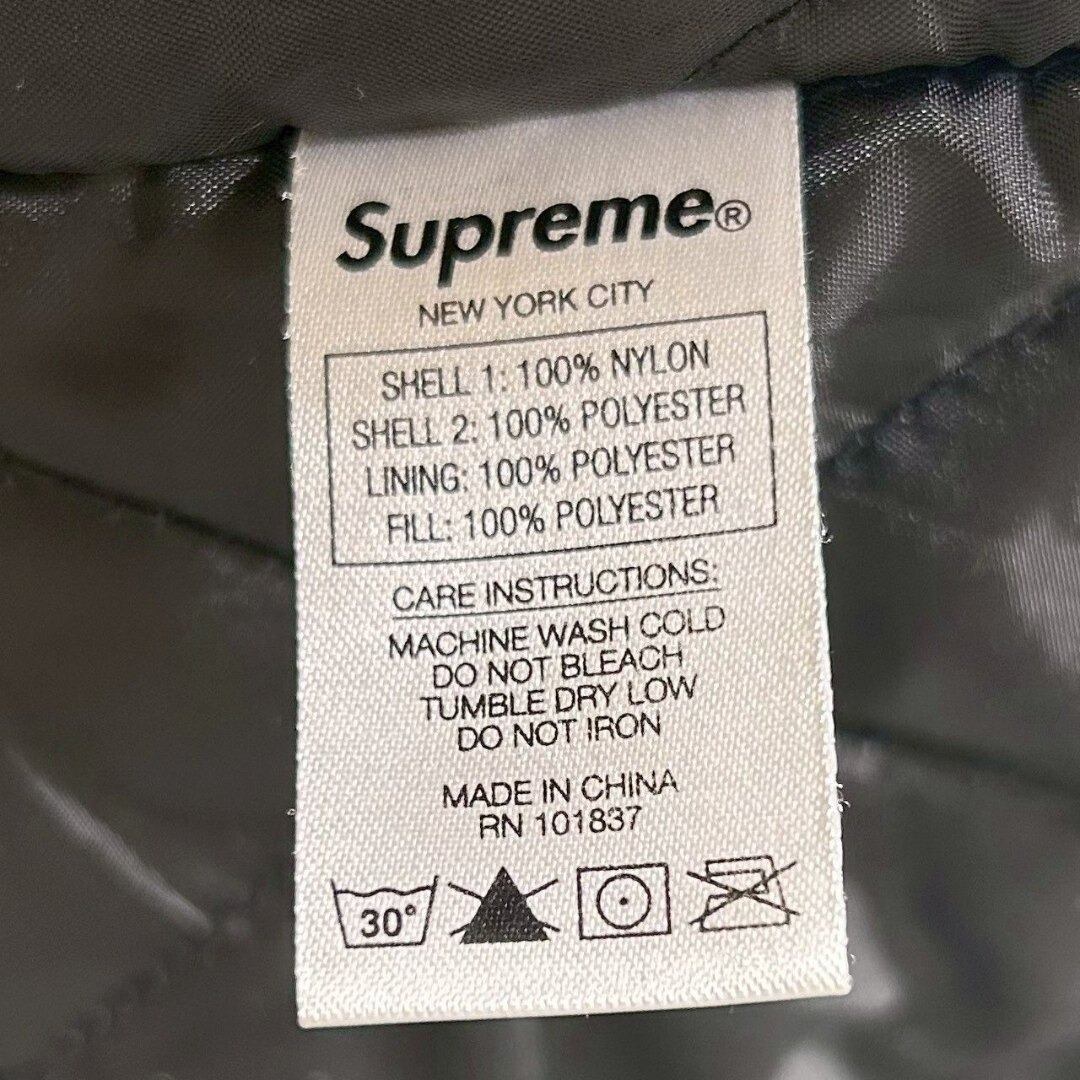 Supreme®
NEW YORK CITY
SHELL 1: 100% NYLON
SHELL 2: 100% POLYESTER
LINING: 100% POLYESTER
FILL: 100% POLYESTER
CARE INSTRUCTIONS:
MACHINE WASH COLD
DO NOT BLEACH
TUMBLE DRY LOW
DO NOT IRON
MADE IN CHINA
RN 101837
30°